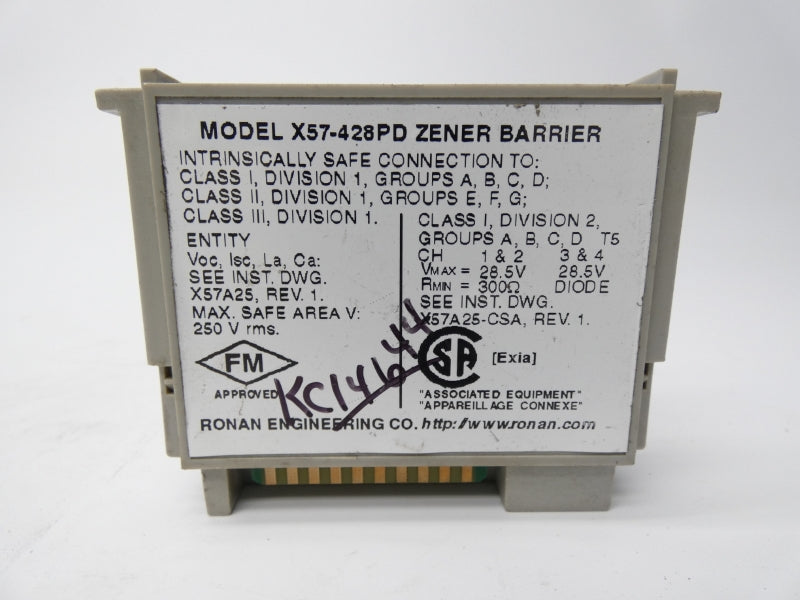 MODEL X57-428PD ZENER BARRIER
INTRINSICALLY SAFE CONNECTION TO:
CLASS I, DIVISION 1, GROUPS A, B, C, D;
CLASS II, DIVISION 1, GROUPS E, F, G;
CLASS III, DIVISION 1.
ENTITY
Voc, Isc, La, Ca:
SEE INST. DWG.
X57A25, REV. 1.
MAX. SAFE AREA V:
250 V rms.
FM
APPROVED
CLASS I, DIVISION 2,
GROUPS A, B, C, D T5
CH 1 & 2 3 & 4
VMAX = 28.5V 28.5V
RMIN = 300Ω DIODE
SEE INST. DWG.
X57A25-CSA, REV. 1.
SA [Exia]
"ASSOCIATED EQUIPMENT"
"APPAREILLAGE CONNEXE"
KC14644
RONAN ENGINEERING CO. http://www.ronan.com